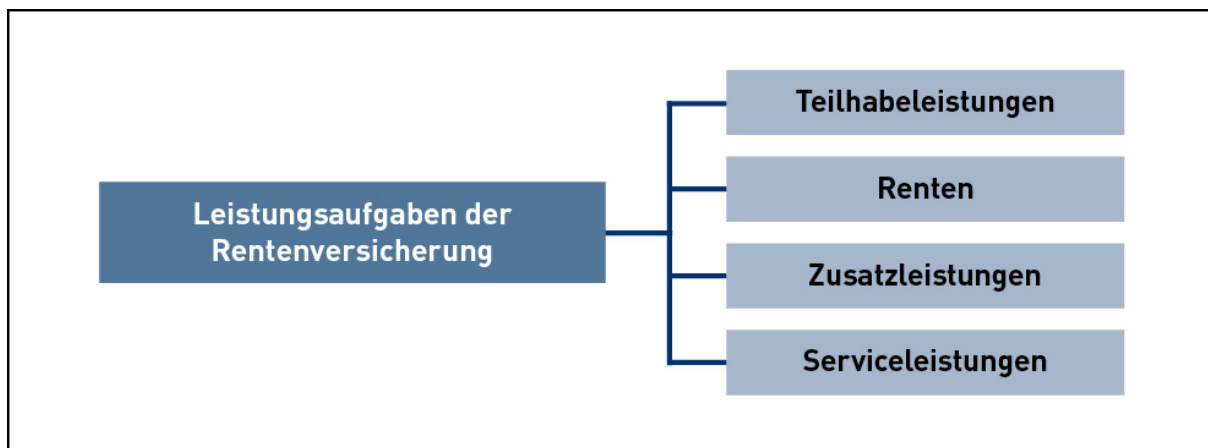 Leistungsaufgaben der
Rentenversicherung
Teilhabeleistungen
Renten
Zusatzleistungen
Serviceleistungen